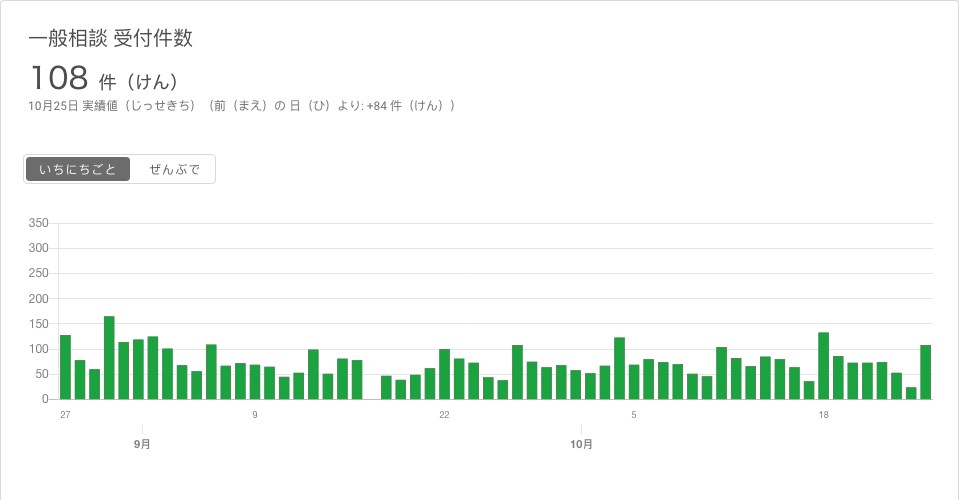 一般相談 受付件数
108 件（けん）
10月25日 実績値（じっせきち）（前（まえ）の 日（ひ）より: +84 件（けん））
いちにちごと ぜんぶで
350
300
250
200
150
100
50
0
27 9 22 5 18
9月 10月